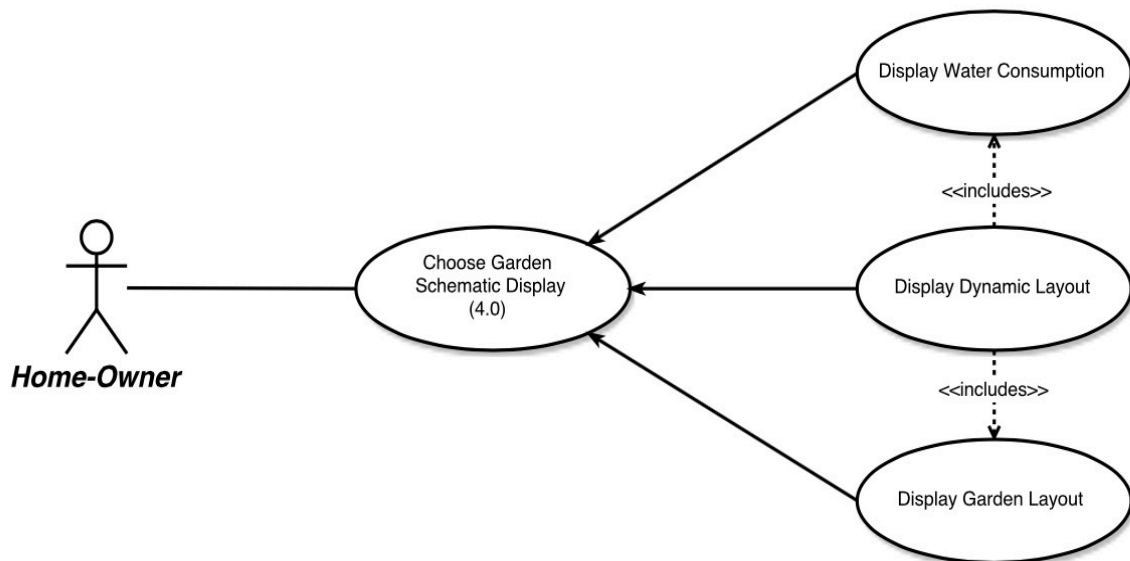 Display Water Consumption
<<includes>>
Choose Garden
Schematic Display
(4.0)
Display Dynamic Layout
Home-Owner
<<includes>>
Display Garden Layout